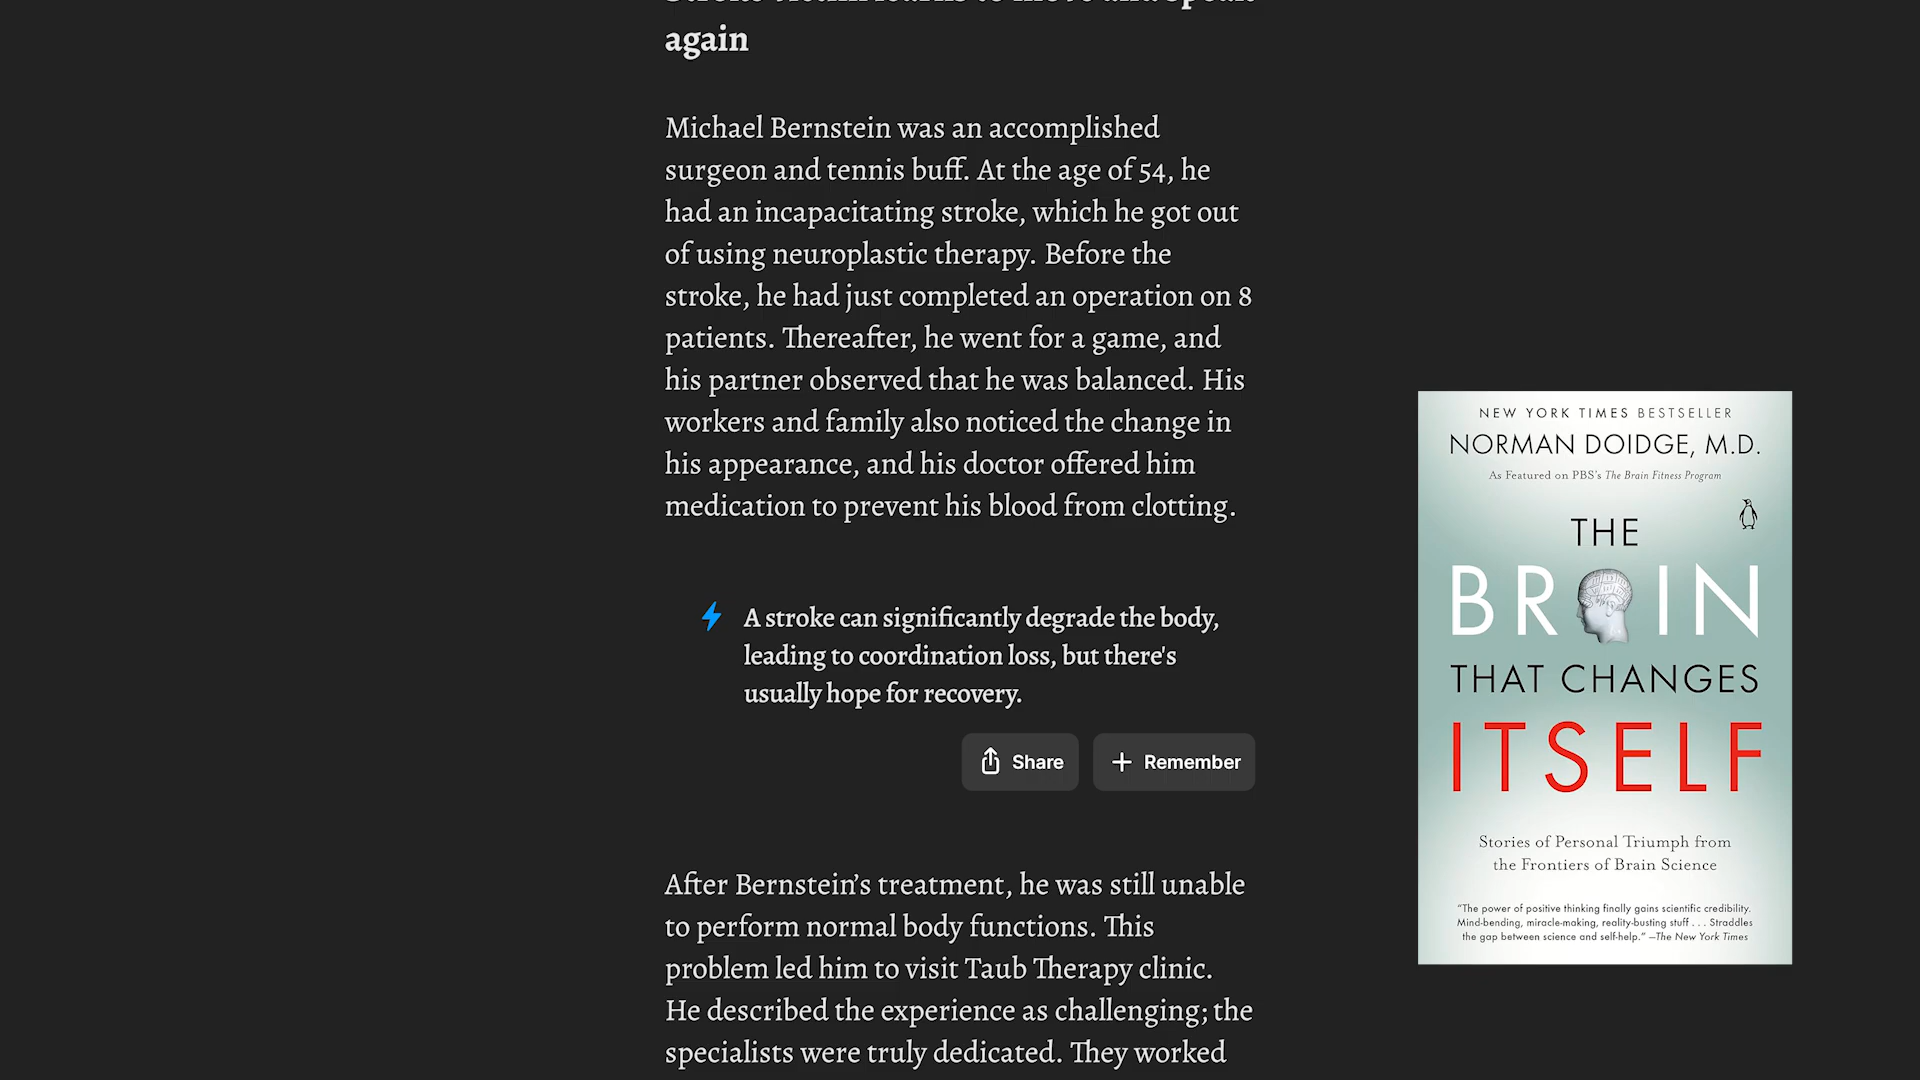 again
Michael Bernstein was an accomplished
surgeon and tennis buff. At the age of 54, he
had an incapacitating stroke, which he got out
of using neuroplastic therapy. Before the
stroke, he had just completed an operation on 8
patients. Thereafter, he went for a game, and
his partner observed that he was balanced. His
workers and family also noticed the change in
his appearance, and his doctor offered him
medication to prevent his blood from clotting.
A stroke can significantly degrade the body,
leading to coordination loss, but there's
usually hope for recovery.
Share
Remember
After Bernstein’s treatment, he was still unable
to perform normal body functions. This
problem led him to visit Taub Therapy clinic.
He described the experience as challenging; the
specialists were truly dedicated. They worked
NEW YORK TIMES BESTSELLER
NORMAN DOIDGE, M.D.
As Featured on PBS's The Brain Fitness Program
THE
BRAIN
THAT CHANGES
ITSELF
Stories of Personal Triumph from
the Frontiers of Brain Science
“The power of positive thinking finally gains scientific credibility.
Mind-bending, miracle-making, reality-busting stuff . . . Straddles
the gap between science and self-help.” —The New York Times